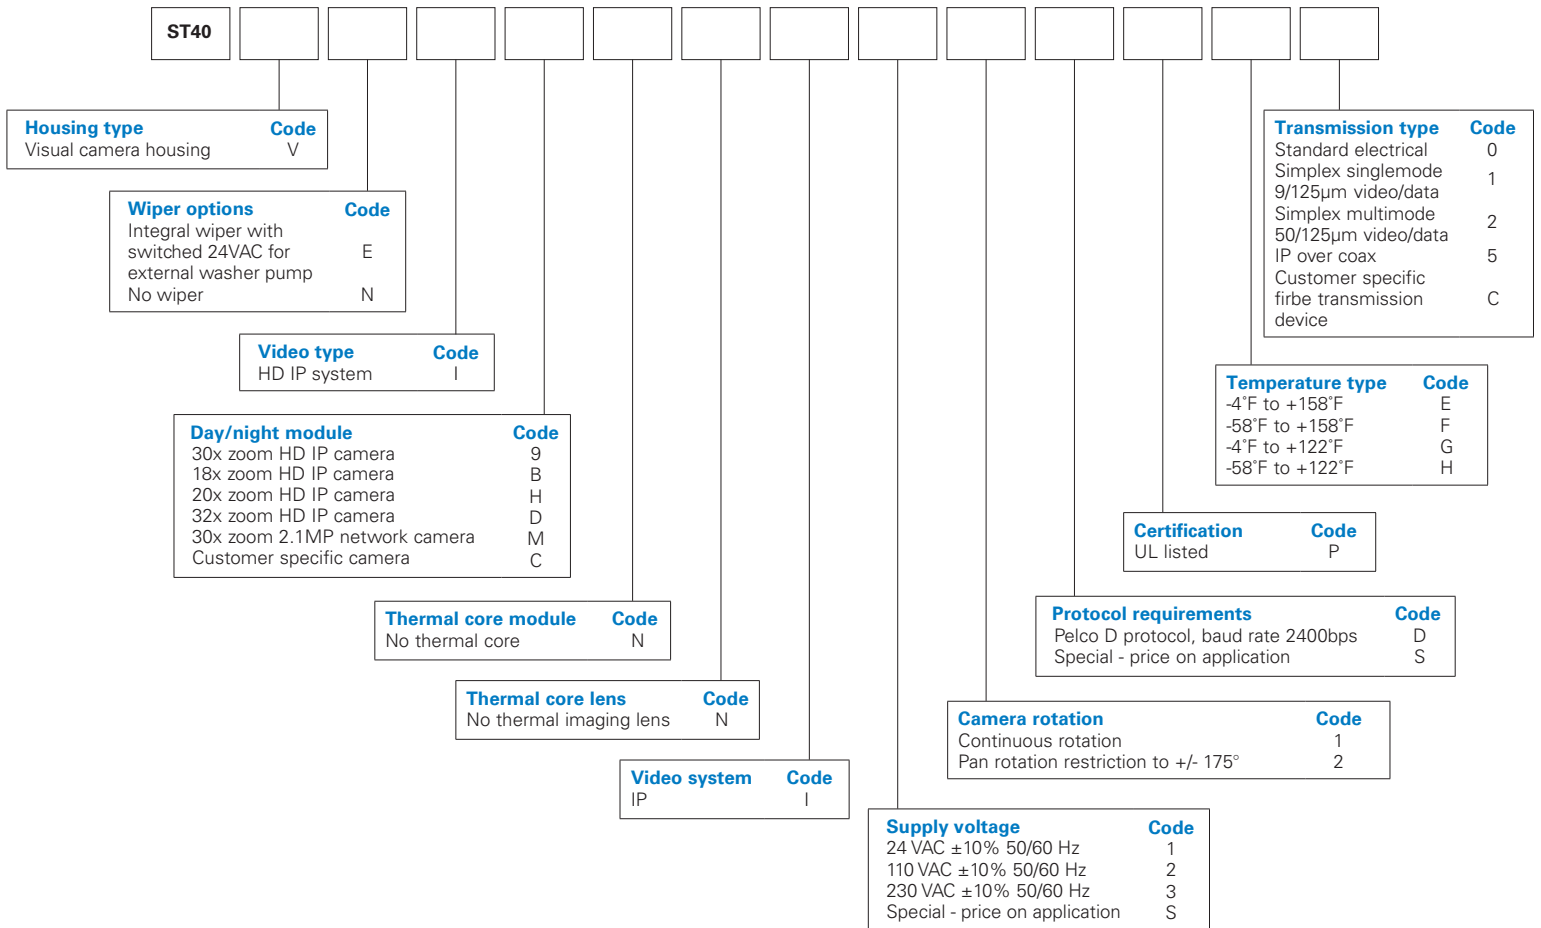 ST40
Housing type Code
Visual camera housing V
Wiper options Code
Integral wiper with
switched 24VAC for E
external washer pump
No wiper N
Video type Code
HD IP system I
Day/night module Code
30x zoom HD IP camera 9
18x zoom HD IP camera B
20x zoom HD IP camera H
32x zoom HD IP camera D
30x zoom 2.1MP network camera M
Customer specific camera C
Thermal core module Code
No thermal core N
Thermal core lens Code
No thermal imaging lens N
Video system Code
IP I
Supply voltage Code
24 VAC ±10% 50/60 Hz 1
110 VAC ±10% 50/60 Hz 2
230 VAC ±10% 50/60 Hz 3
Special - price on application S
Camera rotation Code
Continuous rotation 1
Pan rotation restriction to +/- 175° 2
Protocol requirements Code
Pelco D protocol, baud rate 2400bps D
Special - price on application S
Certification Code
UL listed P
Temperature type Code
-4˚F to +158˚F E
-58˚F to +158˚F F
-4˚F to +122˚F G
-58˚F to +122˚F H
Transmission type Code
Standard electrical 0
Simplex singlemode
9/125µm video/data 1
Simplex multimode
50/125µm video/data 2
IP over coax 5
Customer specific
firbe transmission C
device